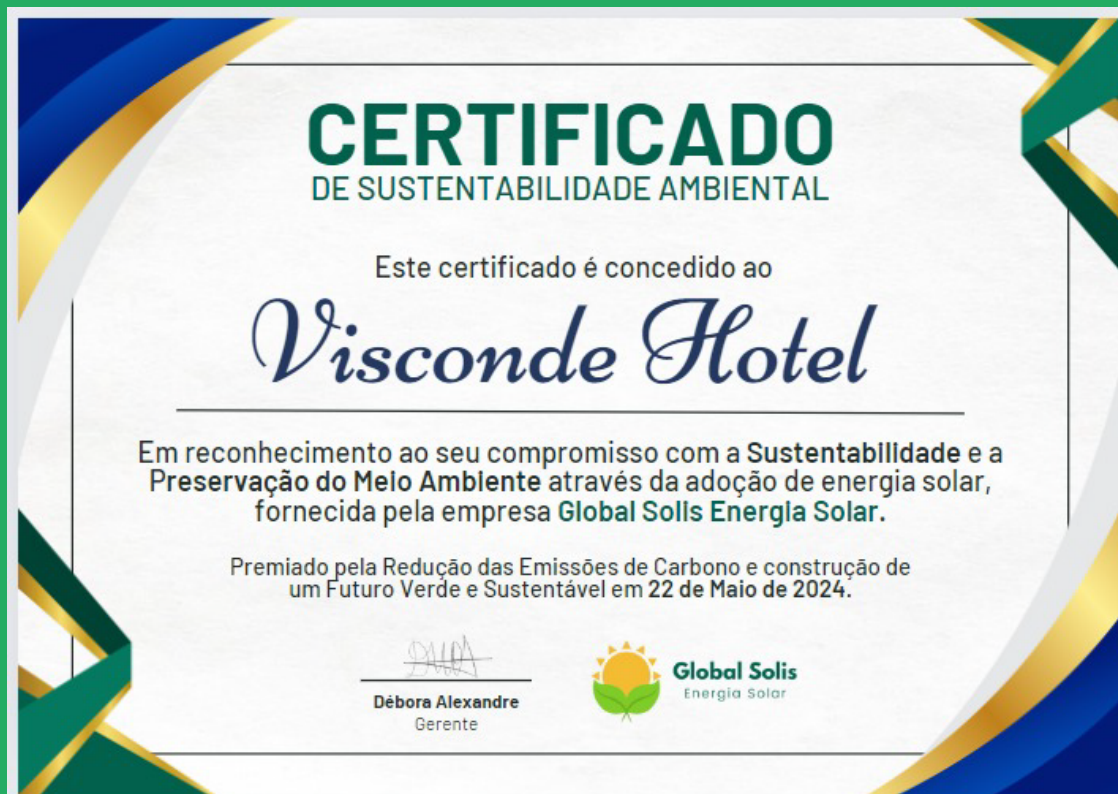 CERTIFICADO
DE SUSTENTABILIDADE AMBIENTAL
Este certificado é concedido ao
Visconde Hotel
Em reconhecimento ao seu compromisso com a Sustentabilidade e a
Preservação do Meio Ambiente através da adoção de energia solar,
fornecida pela empresa Global Solis Energia Solar.
Premiado pela Redução das Emissões de Carbono e construção de
um Futuro Verde e Sustentável em 22 de Maio de 2024.
Débora Alexandre
Gerente
Global Solis
Energia Solar